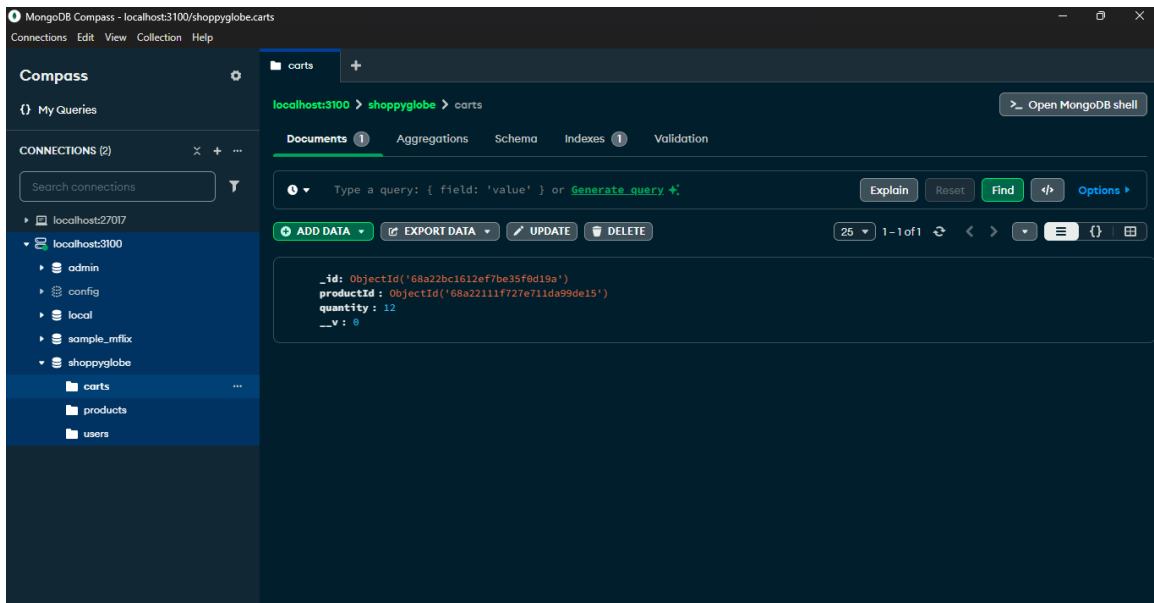 MongoDB Compass - localhost:3100/shoppyglobe.carts
Connections Edit View Collection Help
Compass
{} My Queries
CONNECTIONS (2)
Search connections
localhost:27017
localhost:3100
admin
config
local
sample_mflix
shoppyglobe
carts
products
users
carts
localhost:3100 > shoppyglobe > carts
>_ Open MongoDB shell
Documents 1 Aggregations Schema Indexes 1 Validation
Type a query: { field: 'value' } or Generate query
Explain Reset Find </> Options
ADD DATA EXPORT DATA UPDATE DELETE
25 1-1 of 1 {}
_id: ObjectId('68a22bc1612ef7be35f0d19a')
productId : ObjectId('68a22111f727e711da99de15')
quantity : 12
__v : 0